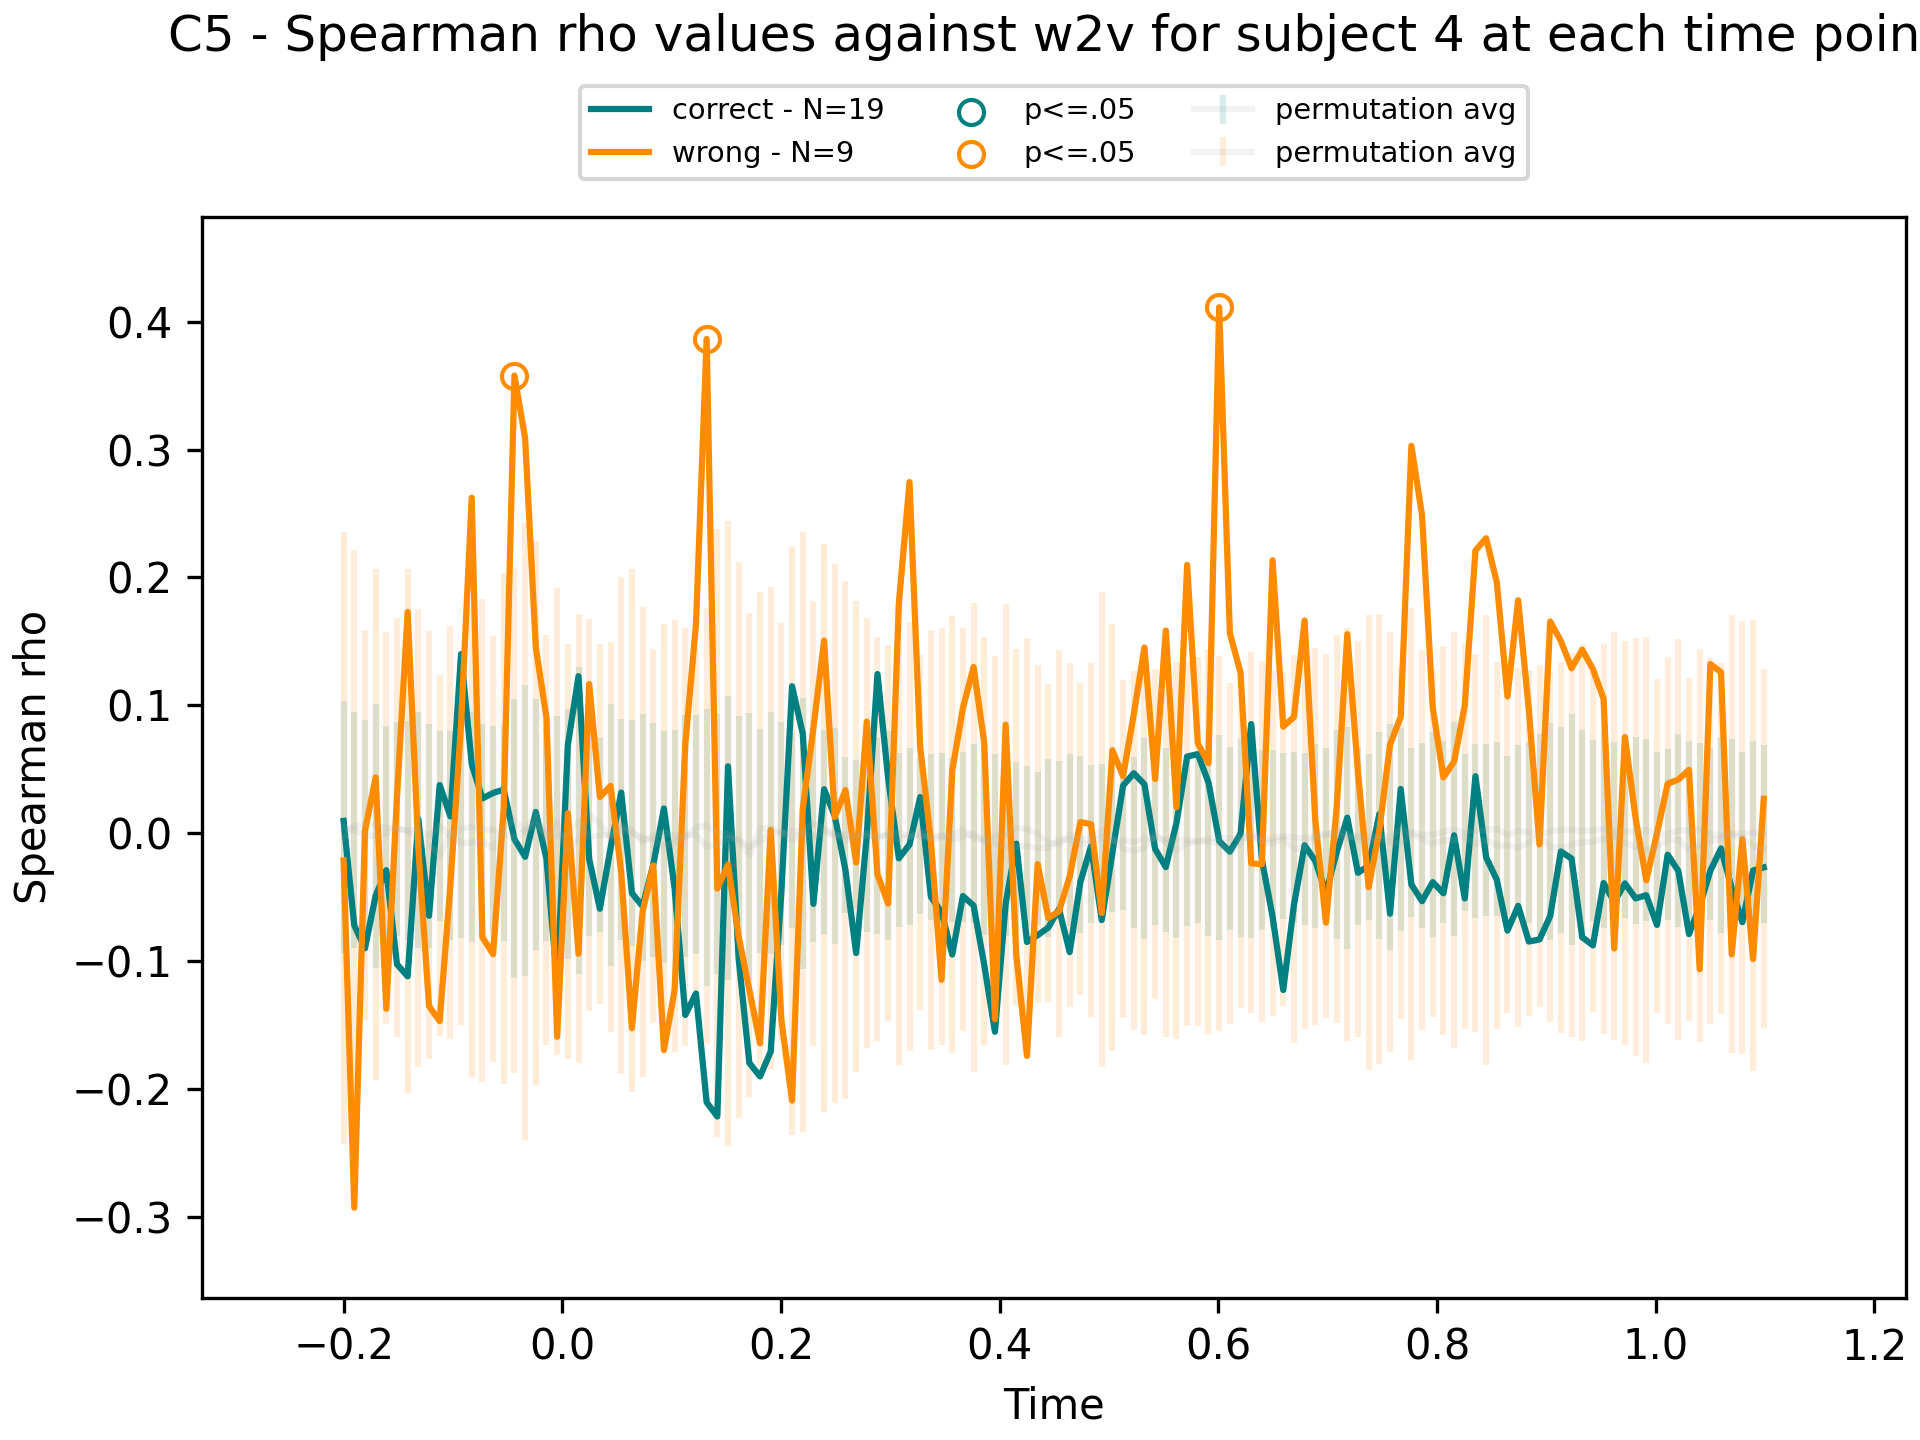 C5 - Spearman rho values against w2v for subject 4 at each time poin
correct - N=19
wrong - N=9
p<=.05
p<=.05
permutation avg
permutation avg
Spearman rho
0.4
0.3
0.2
0.1
0.0
−0.1
−0.2
−0.3
−0.2 0.0 0.2 0.4 0.6 0.8 1.0 1.2
Time